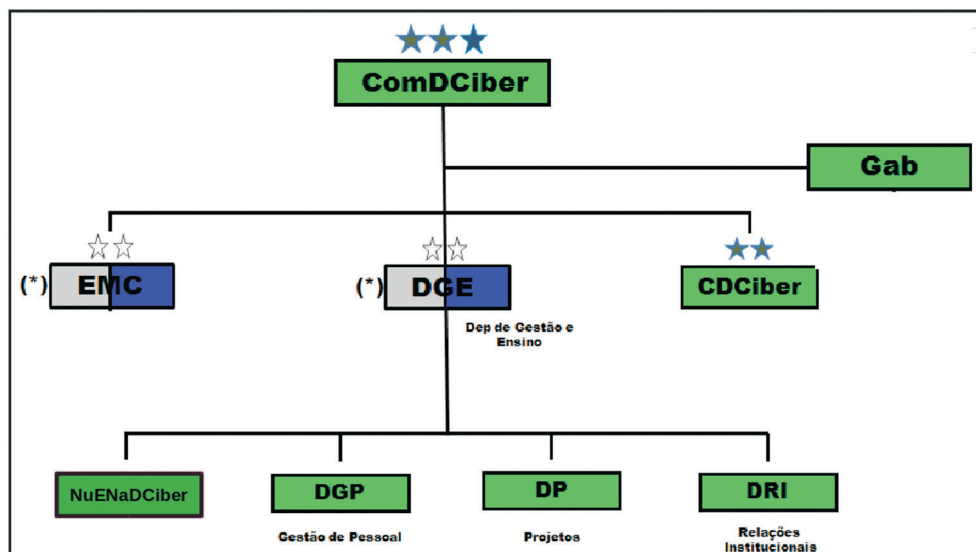 ComDCiber
Gab
(*) EMC
(*) DGE
CDCiber
Dep de Gestão e
Ensino
NuENaDCiber
DGP
DP
DRI
Gestão de Pessoal
Projetos
Relações
Institucionais